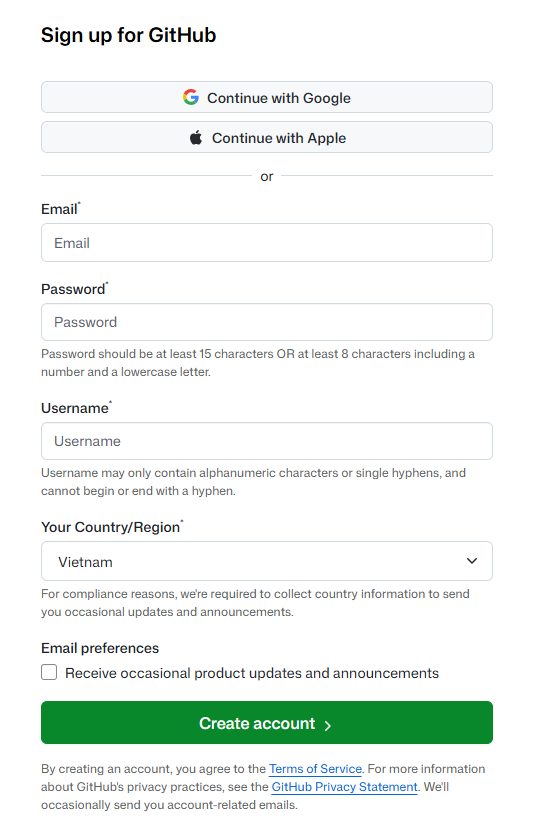 Sign up for GitHub
Continue with Google
Continue with Apple
or
Email*
Email
Password*
Password
Password should be at least 15 characters OR at least 8 characters including a
number and a lowercase letter.
Username*
Username
Username may only contain alphanumeric characters or single hyphens, and
cannot begin or end with a hyphen.
Your Country/Region*
Vietnam
For compliance reasons, we're required to collect country information to send
you occasional updates and announcements.
Email preferences
Receive occasional product updates and announcements
Create account
By creating an account, you agree to the Terms of Service. For more information
about GitHub's privacy practices, see the GitHub Privacy Statement. We'll
occasionally send you account-related emails.